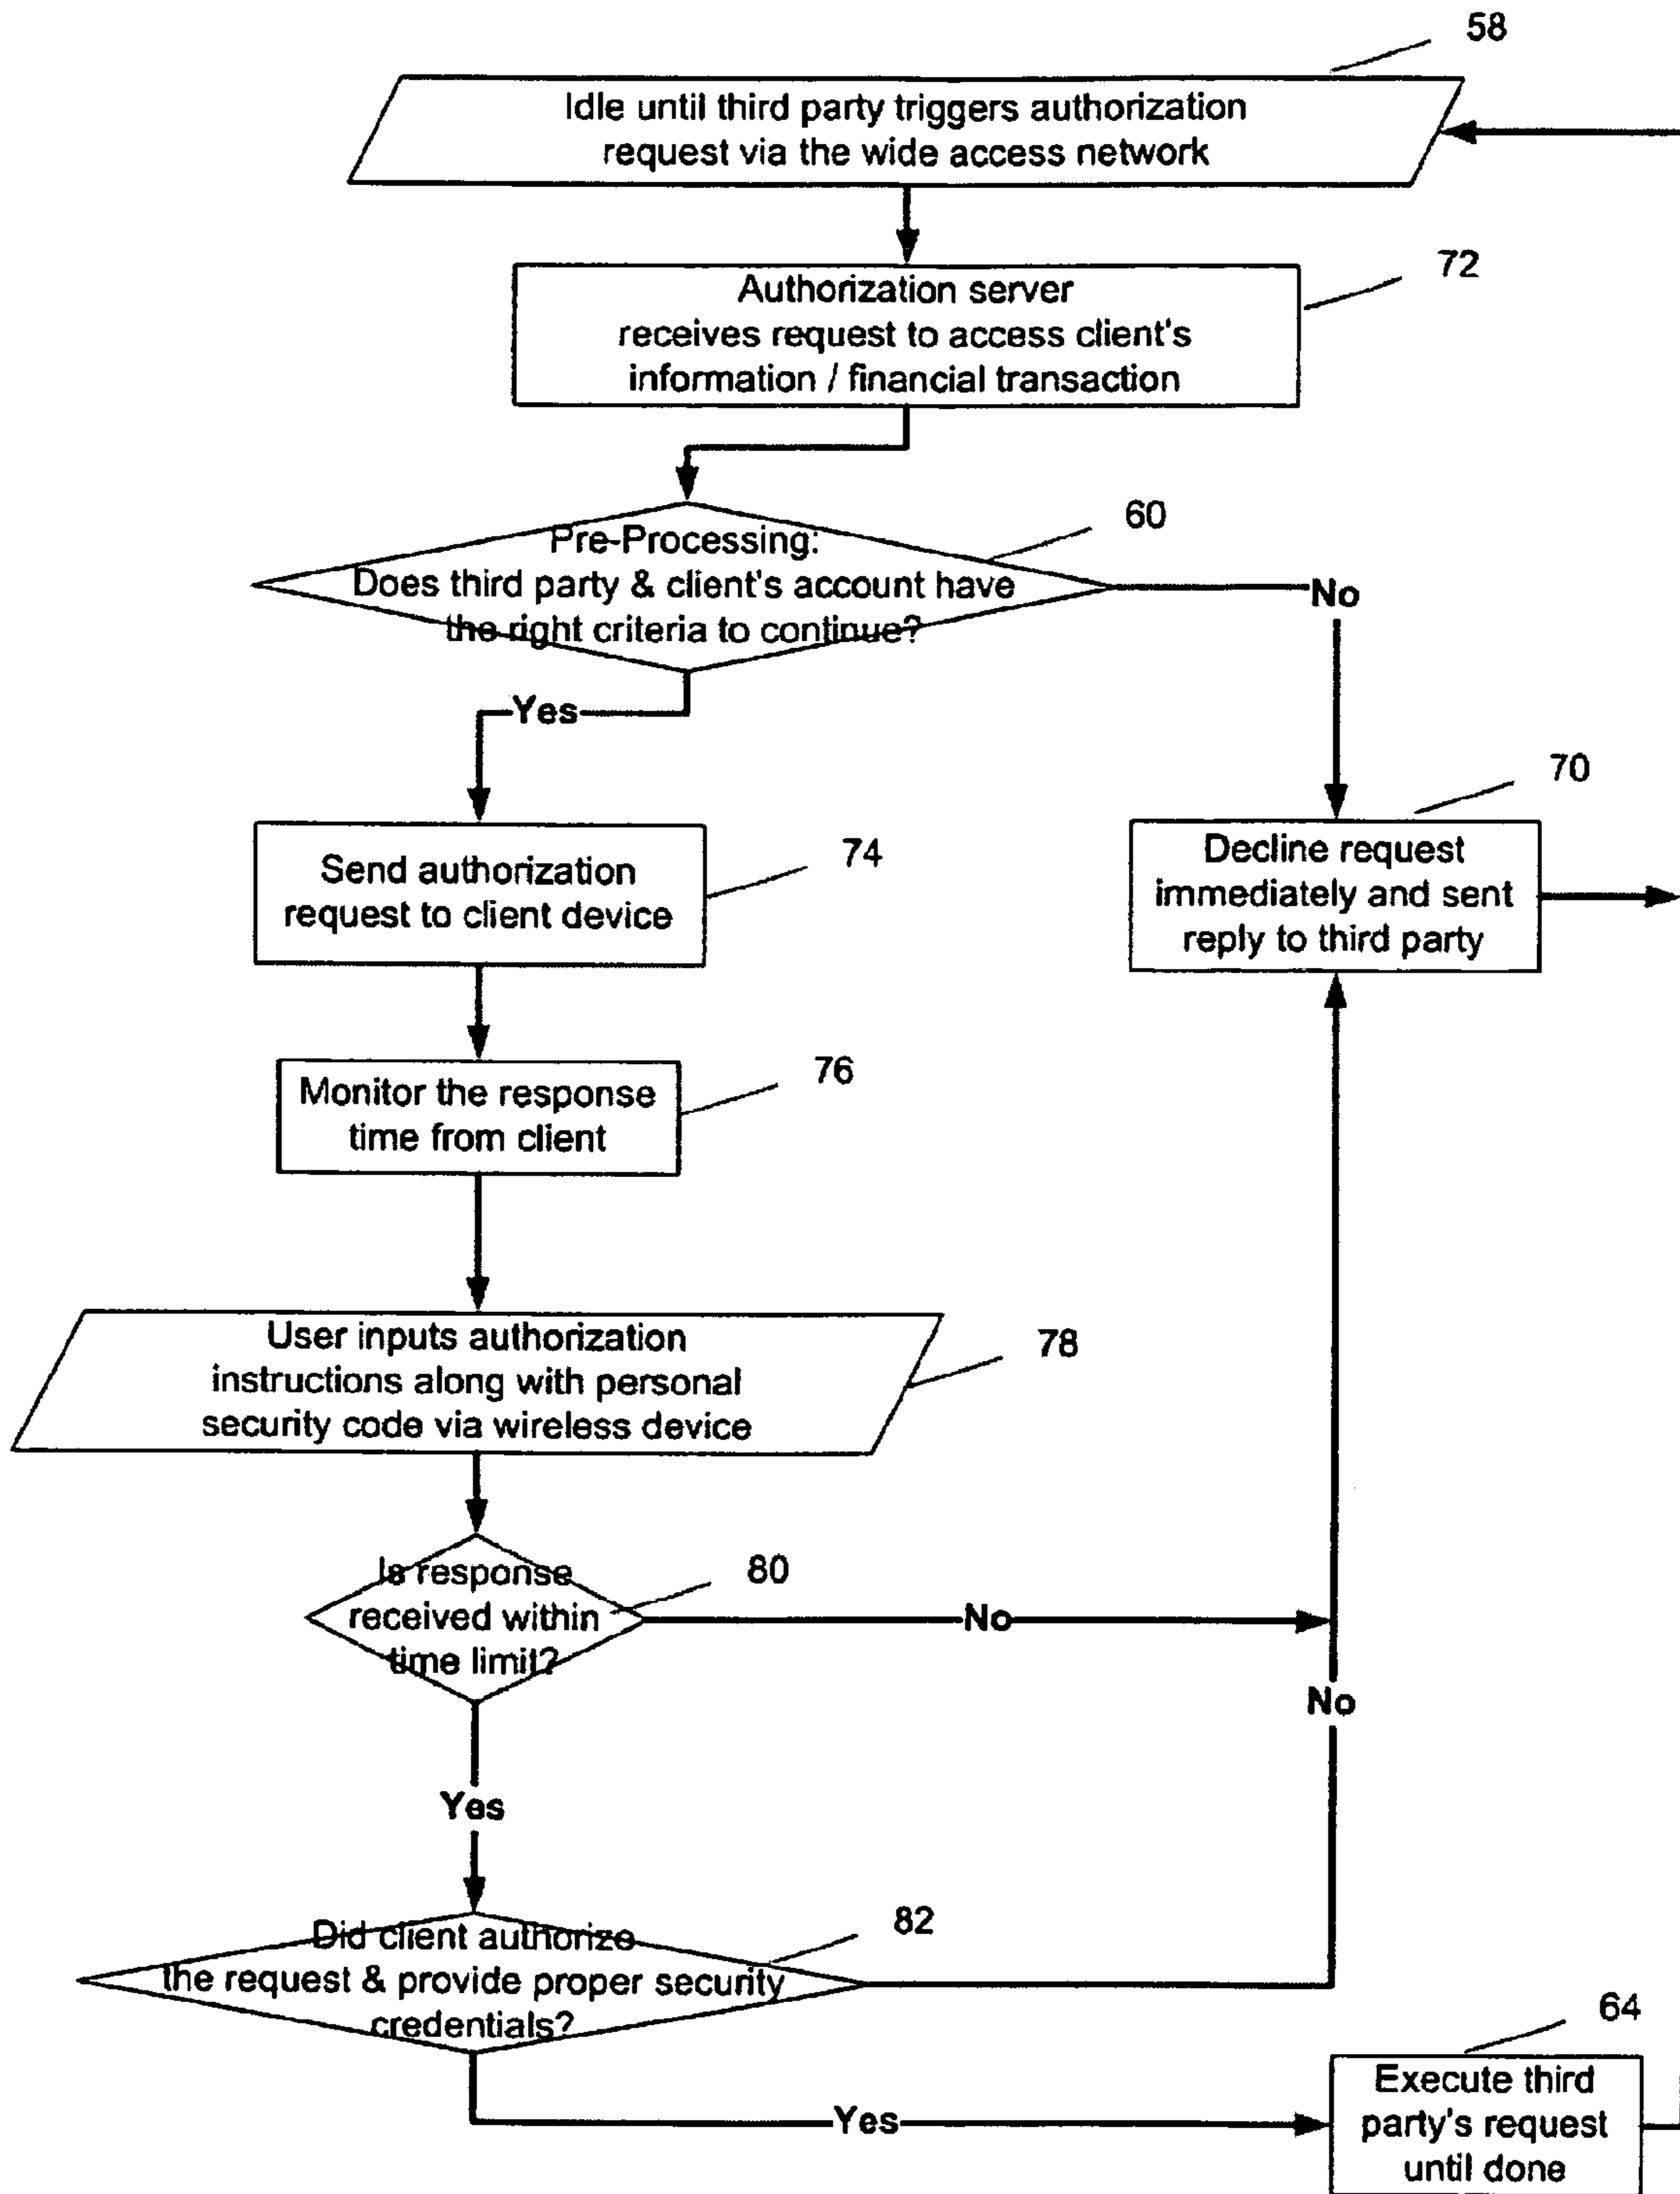 58
Idle until third party triggers authorization
request via the wide access network
72
Authorization server
receives request to access client's
information / financial transaction
60
Pre-Processing:
Does third party & client's account have
the right criteria to continue?
No
Yes
70
Decline request
immediately and sent
reply to third party
74
Send authorization
request to client device
76
Monitor the response
time from client
78
User inputs authorization
instructions along with personal
security code via wireless device
80
Is response
received within
time limit?
No
No
Yes
82
Did client authorize
the request & provide proper security
credentials?
64
Execute third
party's request
until done
Yes